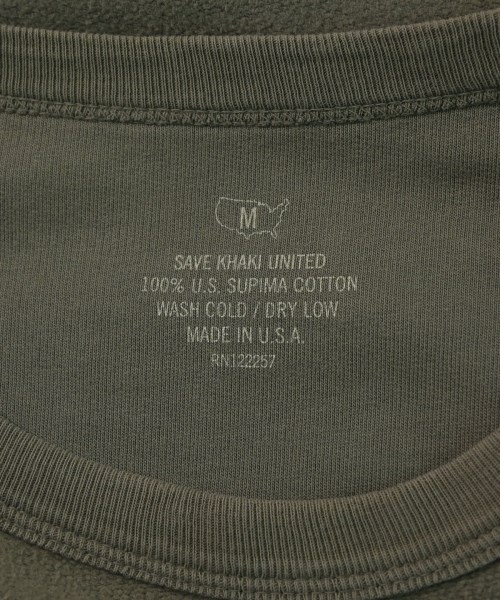 M
SAVE KHAKI UNITED
100% U.S. SUPIMA COTTON
WASH COLD / DRY LOW
MADE IN U.S.A.
RN122257